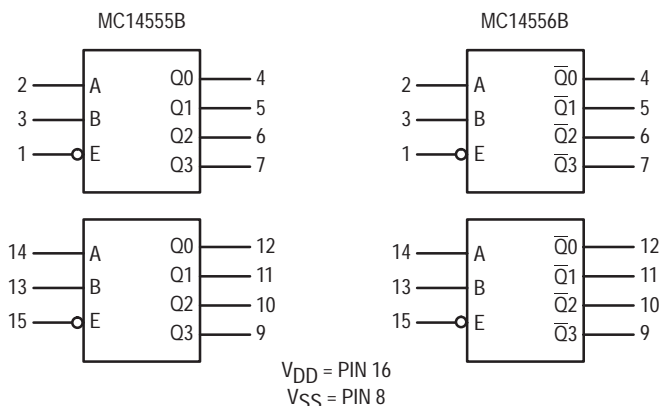 MC14555B MC14556B
2 A Q0 4 2 A Q̅0 4
3 B Q1 5 3 B Q̅1 5
1 E Q2 6 1 E Q̅2 6
Q3 7 Q̅3 7
14 A Q0 12 14 A Q̅0 12
13 B Q1 11 13 B Q̅1 11
15 E Q2 10 15 E Q̅2 10
Q3 9 Q̅3 9
VDD = PIN 16
VSS = PIN 8